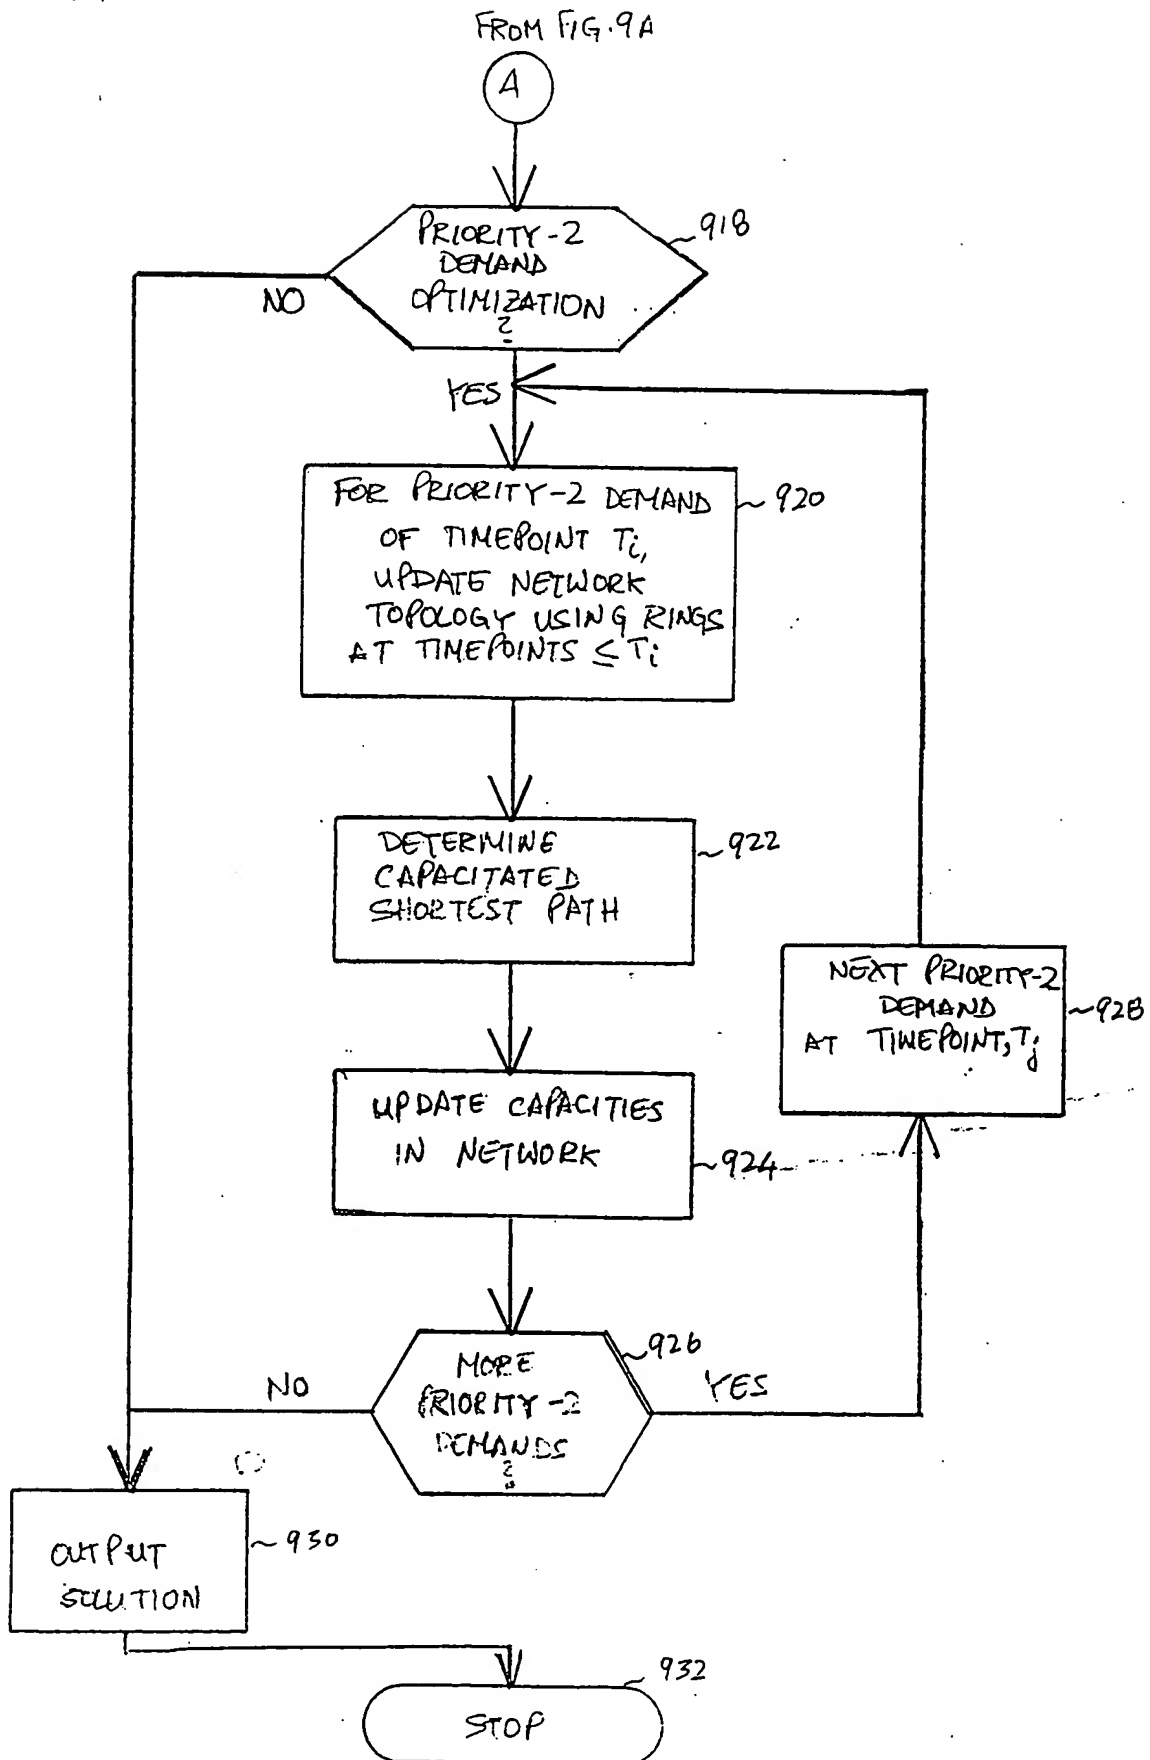 FROM FIG. 9A
A
PRIORITY-2
DEMAND
OPTIMIZATION
?
918
NO
YES
FOR PRIORITY-2 DEMAND
OF TIMEPOINT Ti,
UPDATE NETWORK
TOPOLOGY USING RINGS
AT TIMEPOINTS ≤ Ti
920
DETERMINE
CAPACITATED
SHORTEST PATH
922
NEXT PRIORITY-2
DEMAND
AT TIMEPOINT, Tj
928
UPDATE CAPACITIES
IN NETWORK
924
MORE
PRIORITY-2
DEMANDS
?
926
NO
YES
OUTPUT
SOLUTION
930
932
STOP